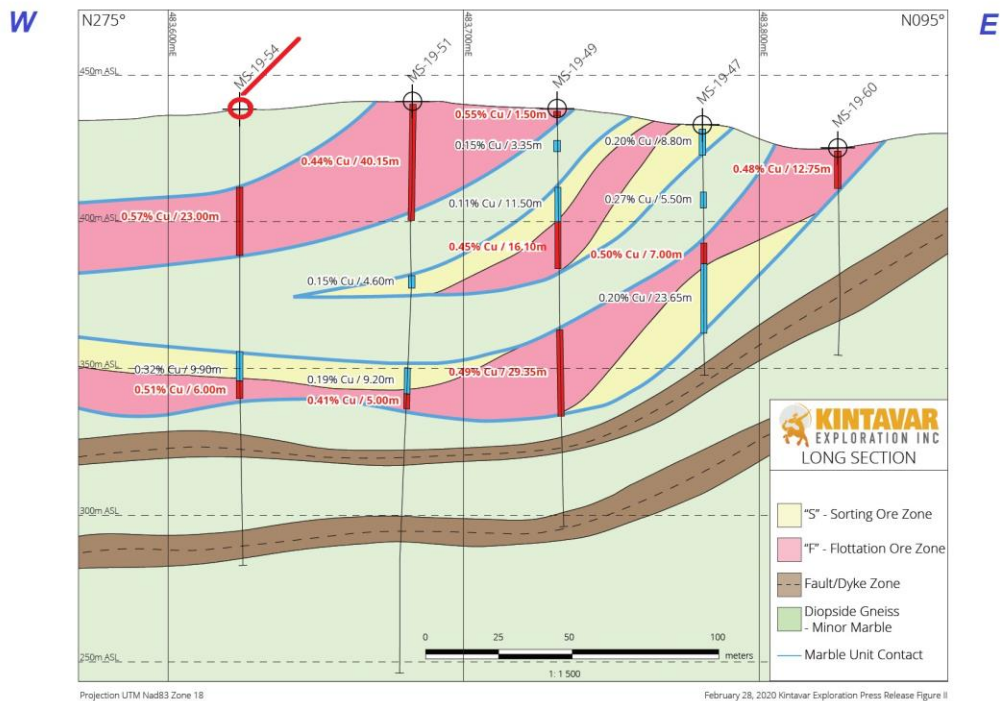 W
E
N275°
N095°
483,600mE
483,700mE
483,800mE
MS-19-54
MS-19-51
MS-19-49
MS-19-47
MS-19-60
450m ASL
0.55% Cu / 1.50m
0.20% Cu / 8.80m
0.15% Cu / 3.35m
0.44% Cu / 40.15m
0.48% Cu / 12.75m
0.11% Cu / 11.50m
0.27% Cu / 5.50m
0.57% Cu / 23.00m
400m ASL
0.45% Cu / 16.10m
0.50% Cu / 7.00m
0.15% Cu / 4.60m
0.20% Cu / 23.65m
350m ASL
0.32% Cu / 9.90m
0.19% Cu / 9.20m
0.49% Cu / 29.35m
0.51% Cu / 6.00m
0.41% Cu / 5.00m
300m ASL
250m ASL
KINTAVAR
EXPLORATION INC
LONG SECTION
"S" - Sorting Ore Zone
"F" - Flottation Ore Zone
Fault/Dyke Zone
Diopside Gneiss
- Minor Marble
Marble Unit Contact
0 25 50 100
meters
1: 1 500
Projection UTM Nad83 Zone 18
February 28, 2020 Kintavar Exploration Press Release Figure II